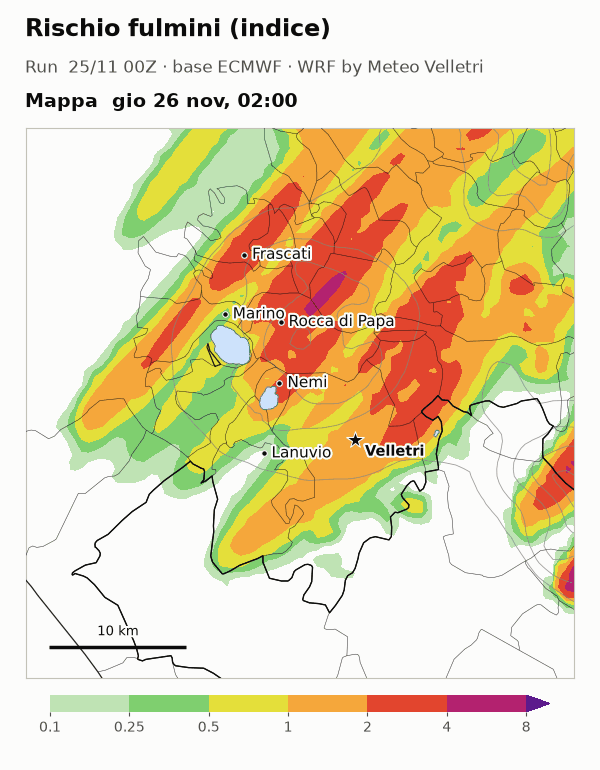 Rischio fulmini (indice)
Run 25/11 00Z · base ECMWF · WRF by Meteo Velletri
Mappa gio 26 nov, 02:00
Frascati
Marino
Rocca di Papa
Nemi
Velletri
Lanuvio
10 km
0.1 0.25 0.5 1 2 4 8